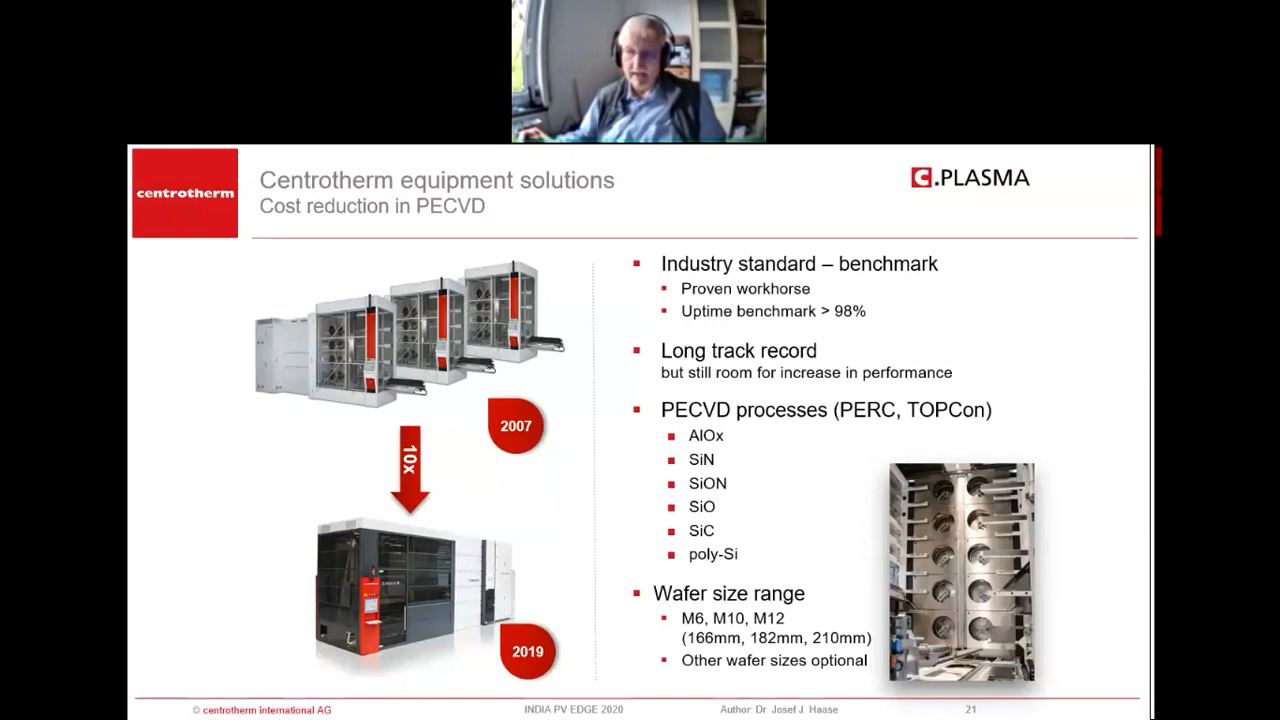 centrotherm
Centrotherm equipment solutions
Cost reduction in PECVD
C.PLASMA
2007
10x
2019
Industry standard – benchmark
Proven workhorse
Uptime benchmark > 98%
Long track record
but still room for increase in performance
PECVD processes (PERC, TOPCon)
AlOx
SiN
SiON
SiO
SiC
poly-Si
Wafer size range
M6, M10, M12
(166mm, 182mm, 210mm)
Other wafer sizes optional
© centrotherm international AG
INDIA PV EDGE 2020
Author: Dr. Josef J. Haase
21